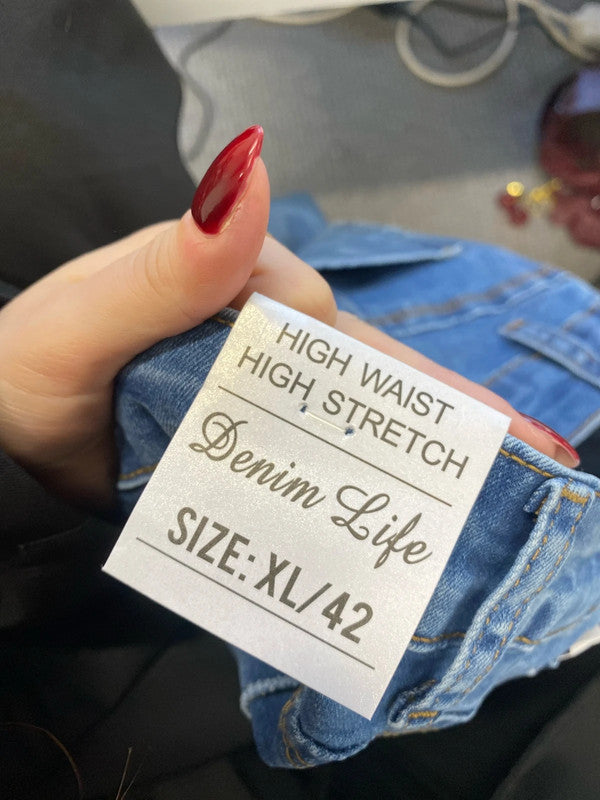 HIGH WAIST
HIGH STRETCH
Denim Life
SIZE: XL/42